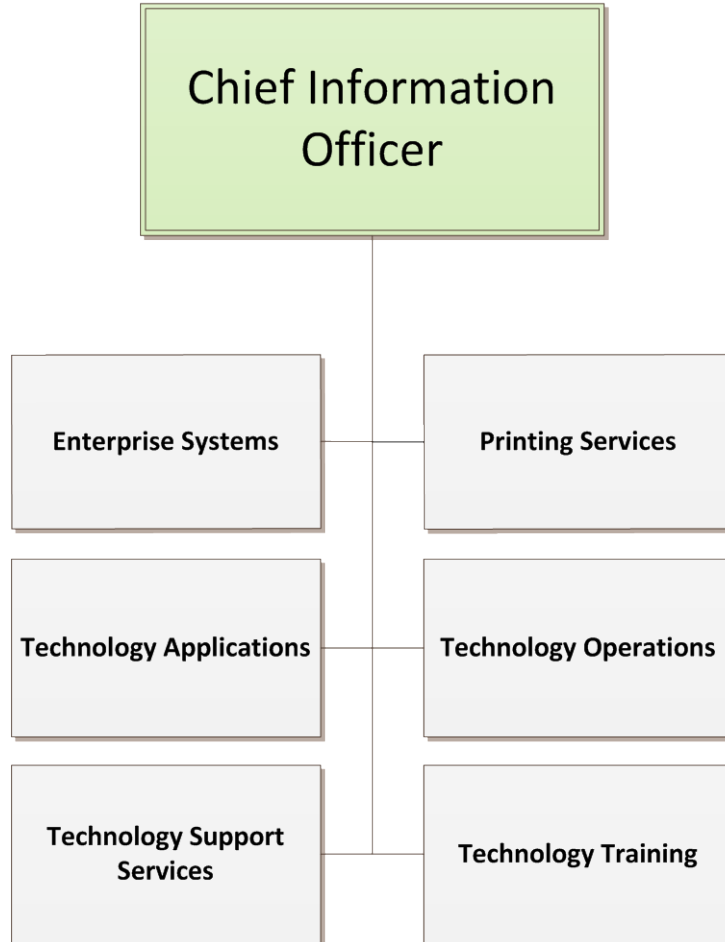 Chief Information
Officer
Enterprise Systems
Printing Services
Technology Applications
Technology Operations
Technology Support
Services
Technology Training